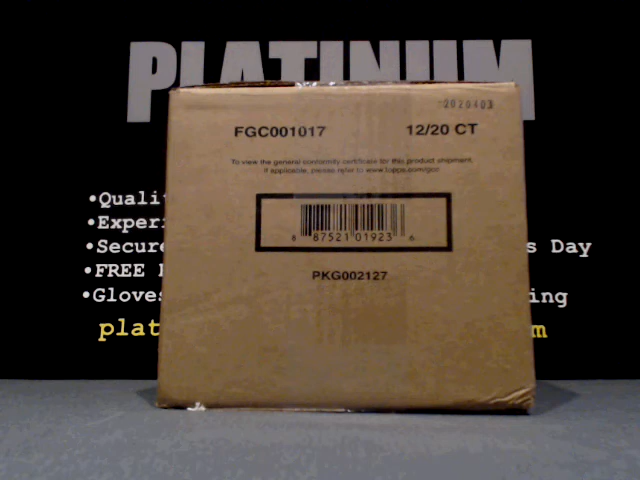 PLATINUM
2020403
FGC001017 12/20 CT
To view the general conformity certificate for this product shipment,
if applicable, please refer to www.topps.com/gcc
•Quali
•Experi
8 87521 01923 6
•Secure s Day
•FREE
PKG002127
•Gloves ing
plat m